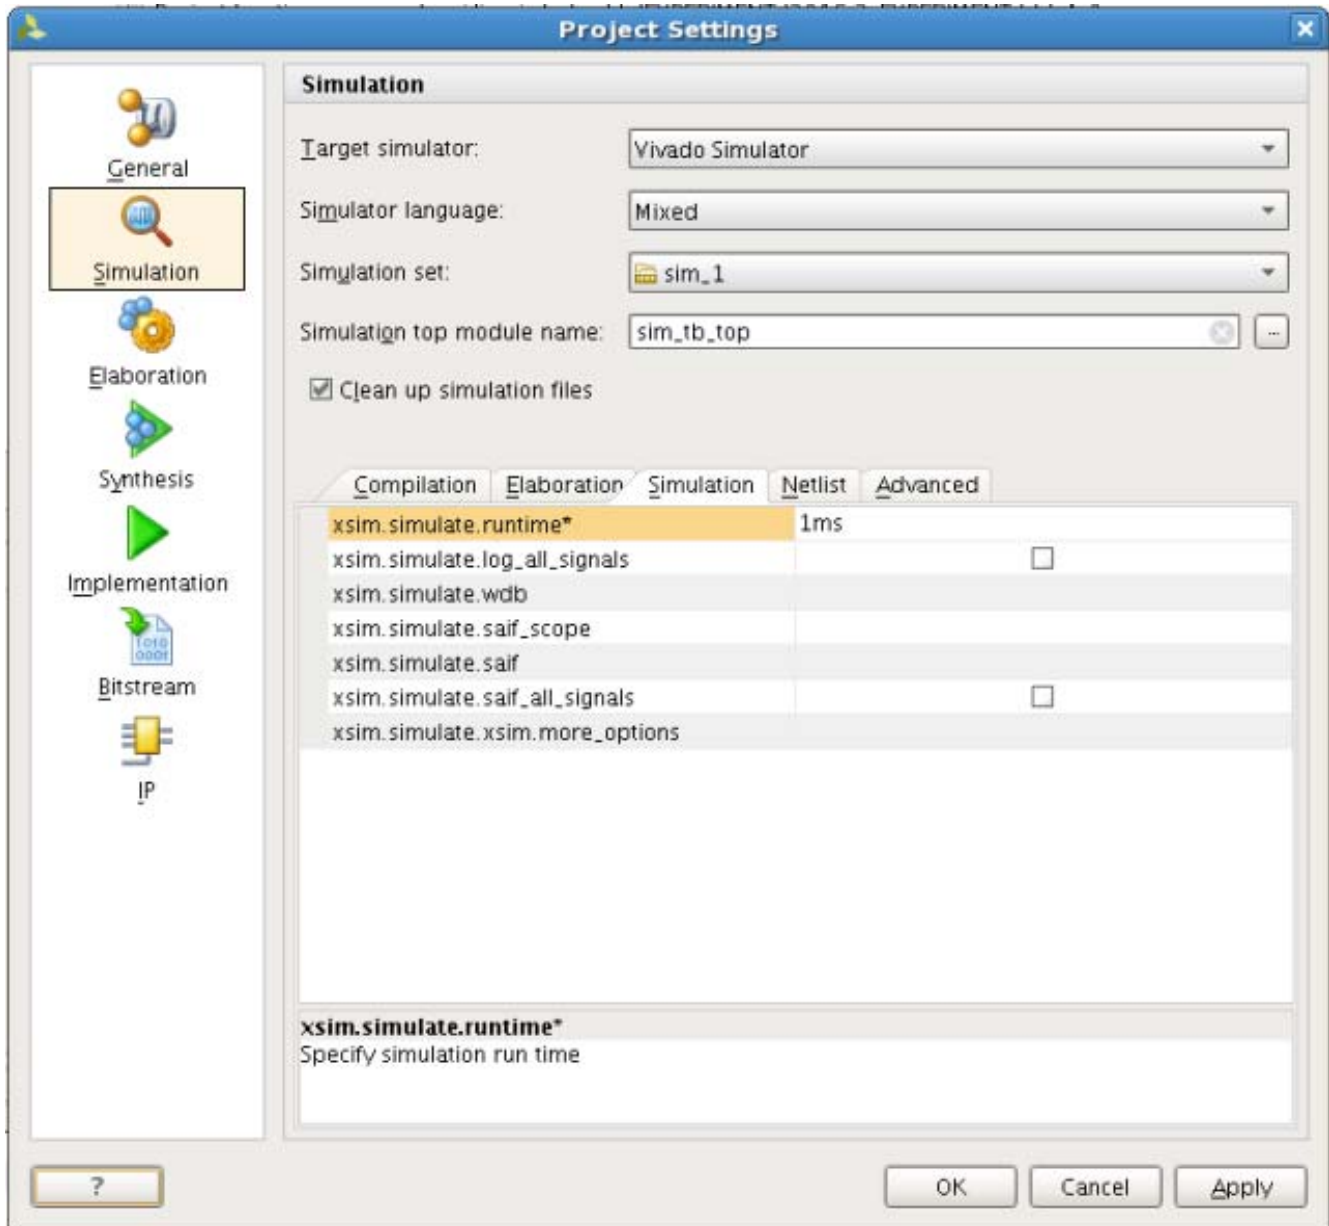 Project Settings
General
Simulation
Elaboration
Synthesis
Implementation
Bitstream
IP
Simulation
Target simulator: Vivado Simulator
Simulator language: Mixed
Simulation set: sim_1
Simulation top module name: sim_tb_top ...
Clean up simulation files
Compilation Elaboration Simulation Netlist Advanced
xsim.simulate.runtime* 1ms
xsim.simulate.log_all_signals
xsim.simulate.wdb
xsim.simulate.saif_scope
xsim.simulate.saif
xsim.simulate.saif_all_signals
xsim.simulate.xsim.more_options
xsim.simulate.runtime*
Specify simulation run time
? OK Cancel Apply